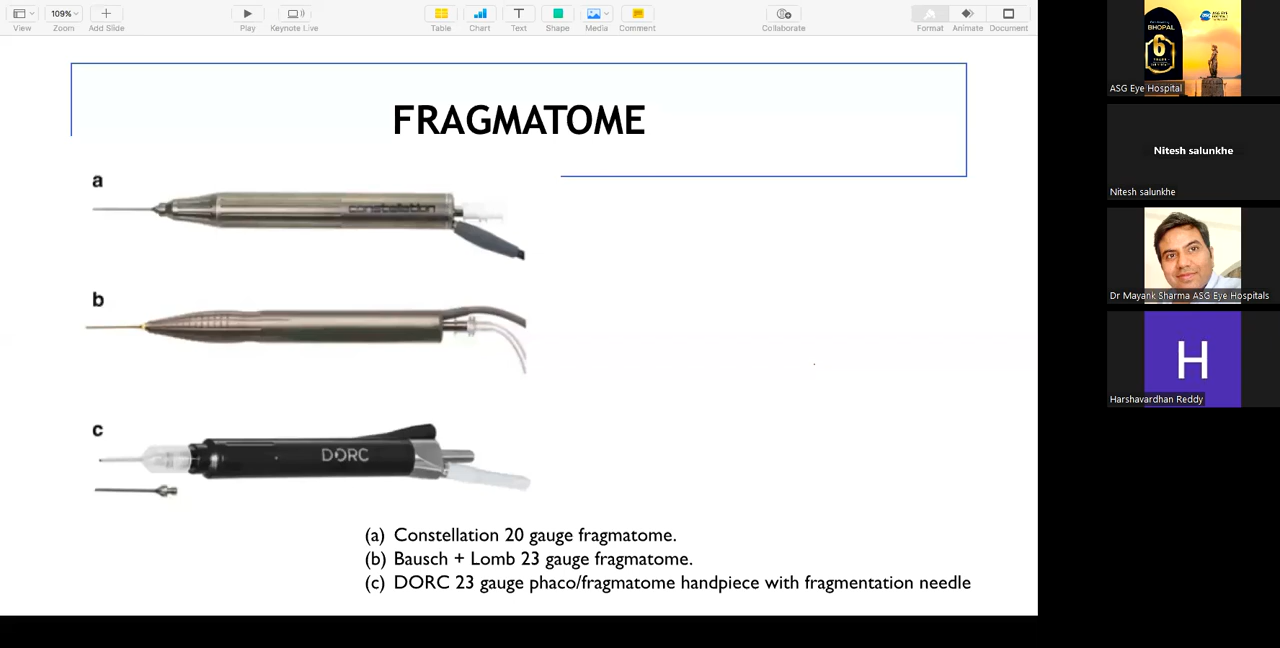 109%
View
Zoom
Add Slide
Play
Keynote Live
Table
Chart
Text
Shape
Media
Comment
Collaborate
Format
Animate
Document
FRAGMATOME
a
constellation
b
c
DORC
(a) Constellation 20 gauge fragmatome.
(b) Bausch + Lomb 23 gauge fragmatome.
(c) DORC 23 gauge phaco/fragmatome handpiece with fragmentation needle
BHOPAL
6
YEARS
ASG Eye Hospital
Nitesh salunkhe
Nitesh salunkhe
Dr Mayank Sharma ASG Eye Hospitals
H
Harshavardhan Reddy